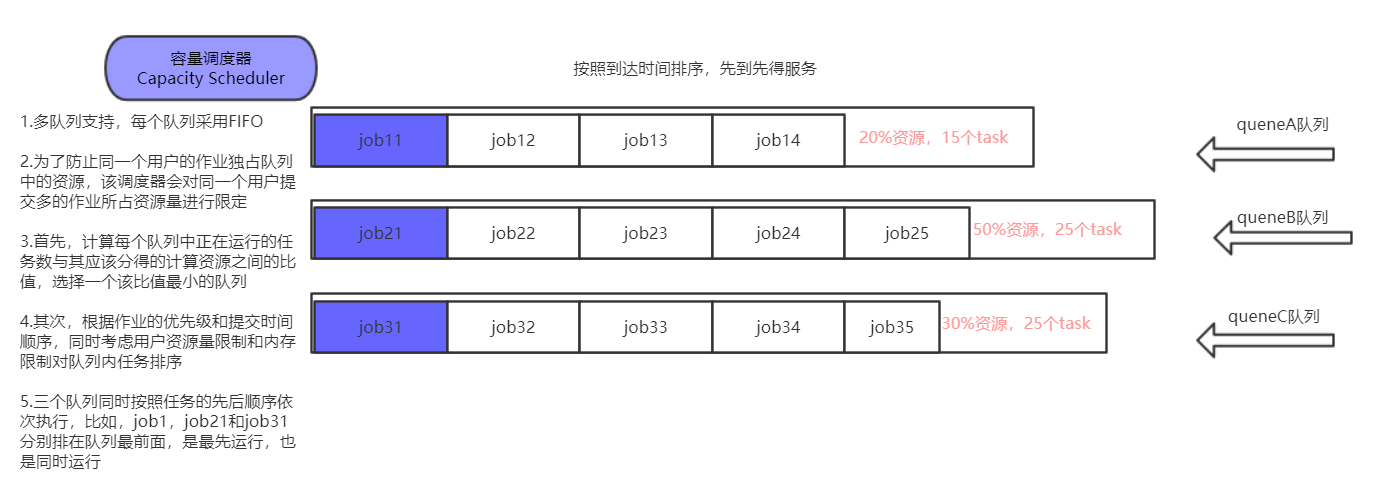 容量调度器
Capacity Scheduler
按照到达时间排序，先到先得服务
1.多队列支持，每个队列采用FIFO
2.为了防止同一个用户的作业独占队列
中的资源，该调度器会对同一个用户提
交多的作业所占资源量进行限定
3.首先，计算每个队列中正在运行的任
务数与其应该分得的计算资源之间的比
值，选择一个该比值最小的队列
4.其次，根据作业的优先级和提交时间
顺序，同时考虑用户资源量限制和内存
限制对队列内任务排序
5.三个队列同时按照任务的先后顺序依
次执行，比如，job1，job21和job31
分别排在队列最前面，是最先运行，也
是同时运行
job11 job12 job13 job14 20%资源，15个task
queneA队列
job21 job22 job23 job24 job25 50%资源，25个task
queneB队列
job31 job32 job33 job34 job35 30%资源，25个task
queneC队列